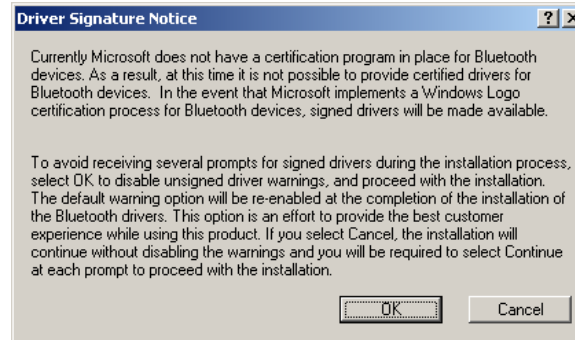 Driver Signature Notice
Currently Microsoft does not have a certification program in place for Bluetooth
devices. As a result, at this time it is not possible to provide certified drivers for
Bluetooth devices.  In the event that Microsoft implements a Windows Logo
certification process for Bluetooth devices, signed drivers will be made available.
To avoid receiving several prompts for signed drivers during the installation process,
select OK to disable unsigned driver warnings, and proceed with the installation.
The default warning option will be re-enabled at the completion of the installation of
the Bluetooth drivers. This option is an effort to provide the best customer
experience while using this product. If you select Cancel, the installation will
continue without disabling the warnings and you will be required to select Continue
at each prompt to proceed with the installation.
OK Cancel